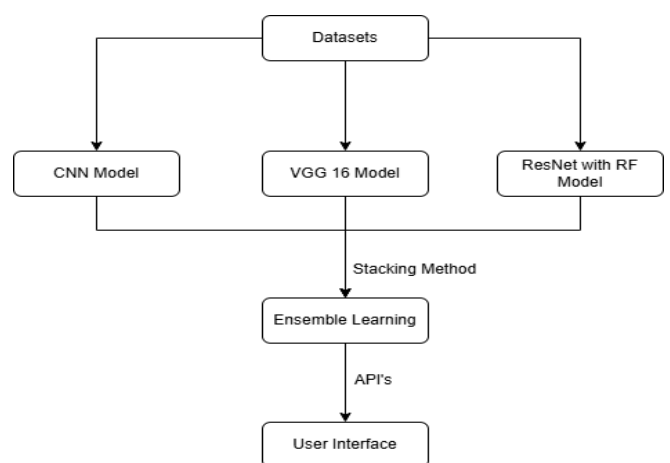 Datasets
CNN Model
VGG 16 Model
ResNet with RF
Model
Stacking Method
Ensemble Learning
API's
User Interface